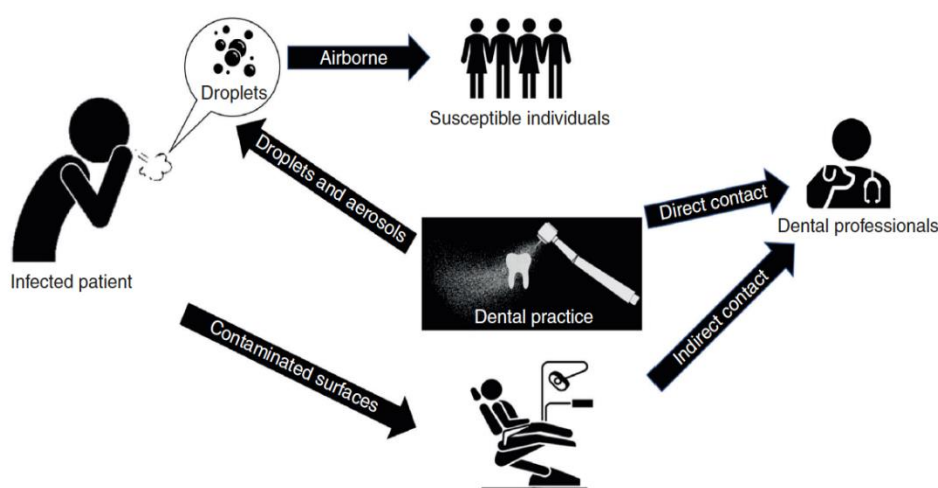 Droplets
Airborne
Susceptible individuals
Infected patient
Droplets and aerosols
Dental practice
Direct contact
Dental professionals
Contaminated surfaces
Indirect contact